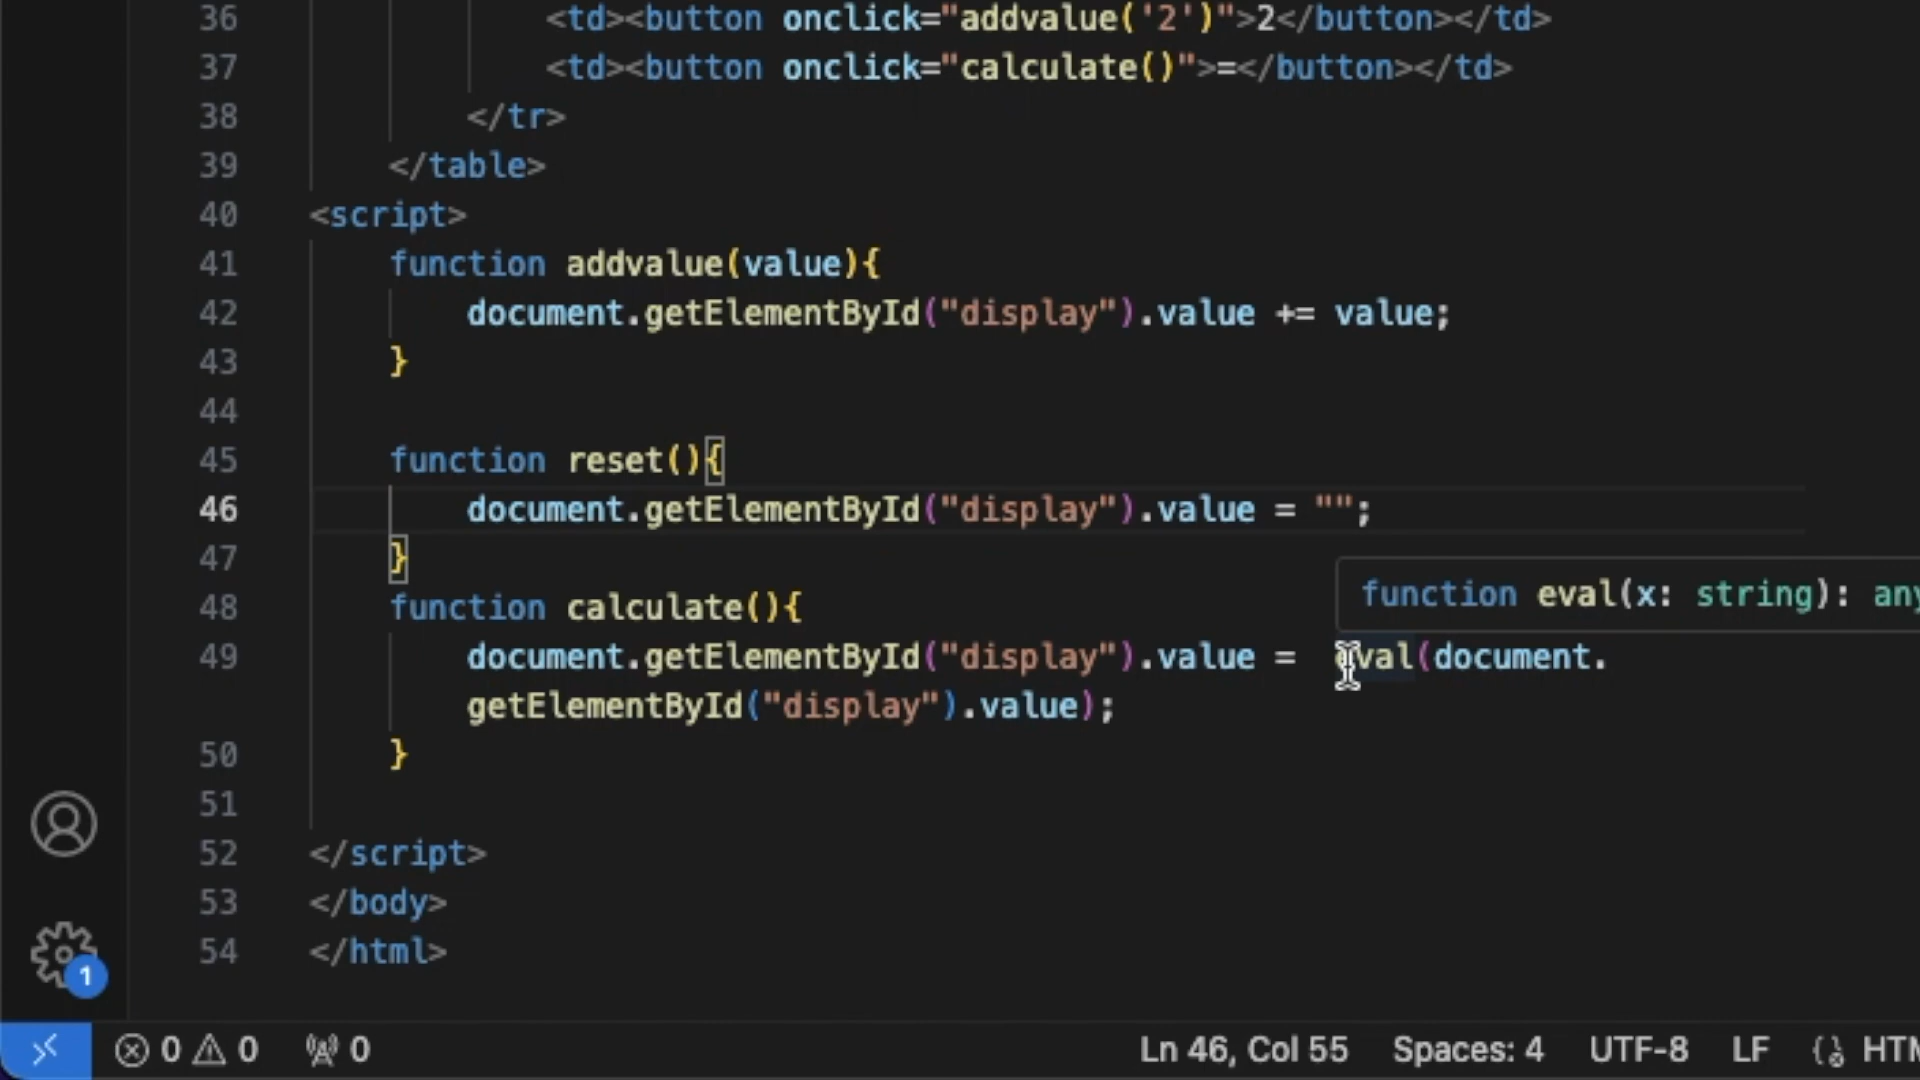 36 <td><button onclick="addvalue('2')">2</button></td>
37 <td><button onclick="calculate()">=</button></td>
38 </tr>
39 </table>
40 <script>
41 function addvalue(value){
42 document.getElementById("display").value += value;
43 }
44
45 function reset(){
46 document.getElementById("display").value = "";
47 }
function eval(x: string): any
48 function calculate(){
49 document.getElementById("display").value =  eval(document.
getElementById("display").value);
50 }
51
52 </script>
53 </body>
54 </html>
1
0 0 0 Ln 46, Col 55 Spaces: 4 UTF-8 LF HTM